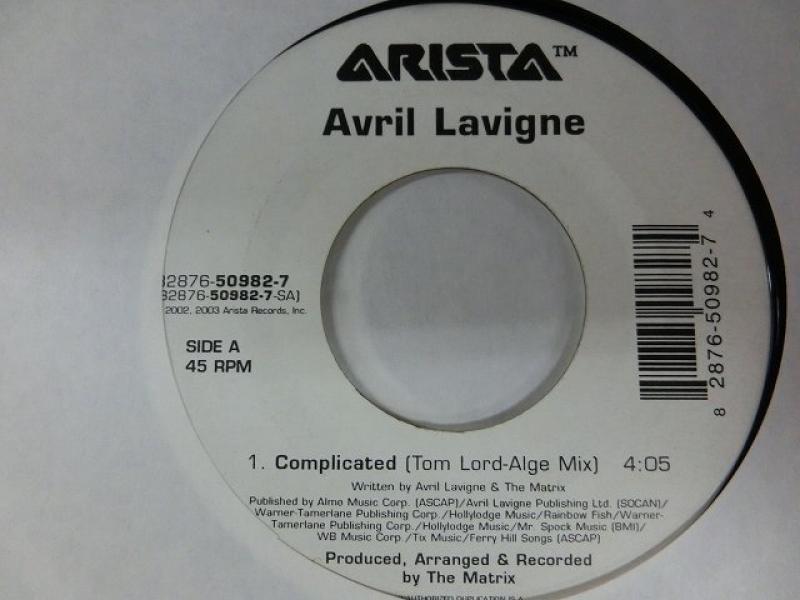 ARISTA™
Avril Lavigne
82876-50982-7
82876-50982-7-SA)
2002, 2003 Arista Records, Inc.
SIDE A
45 RPM
8 2876-50982-7 4
1. Complicated (Tom Lord-Alge Mix) 4:05
Written by Avril Lavigne & The Matrix
Published by Almo Music Corp. (ASCAP)/Avril Lavigne Publishing Ltd. (SOCAN)/
Warner-Tamerlane Publishing Corp./Hollylodge Music/Rainbow Fish/Warner-
Tamerlane Publishing Corp./Hollylodge Music/Mr. Spock Music (BMI)/
WB Music Corp./Tix Music/Ferry Hill Songs (ASCAP)
Produced, Arranged & Recorded
by The Matrix
AUTHORIZED DUPLICATION IS A